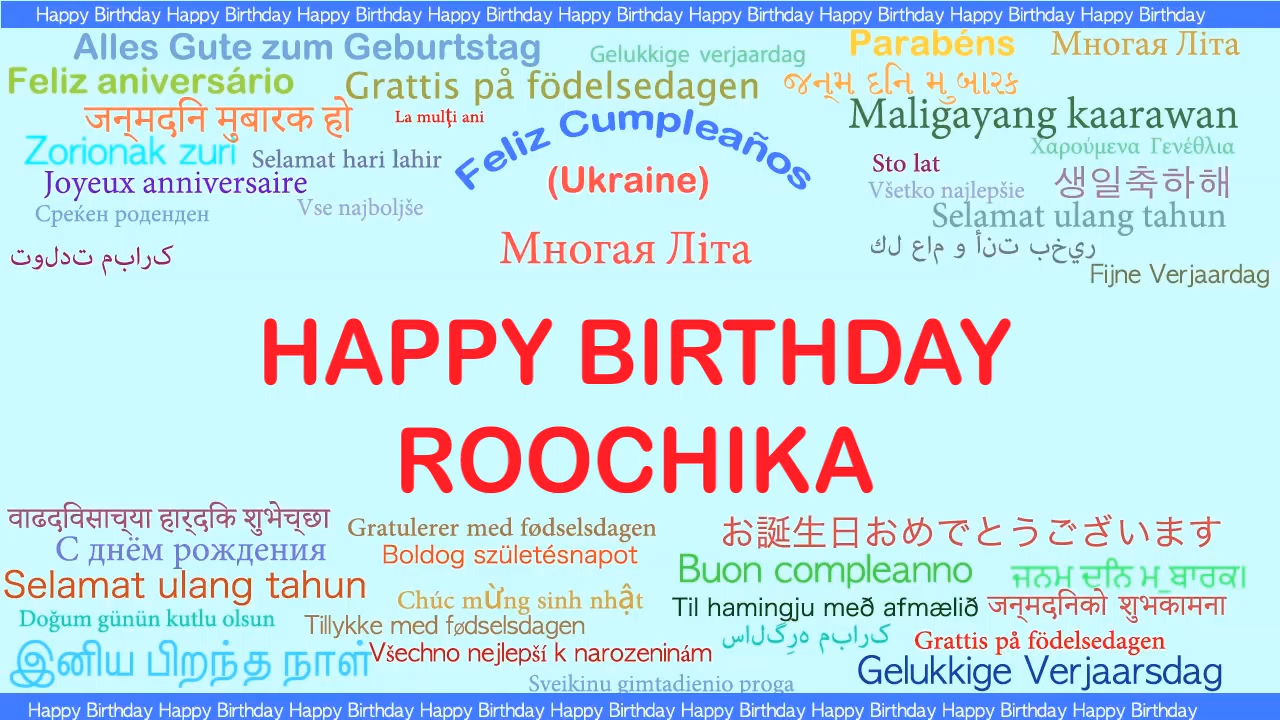 Happy Birthday Happy Birthday Happy Birthday Happy Birthday Happy Birthday Happy Birthday Happy Birthday Happy Birthday Happy Birthday
Alles Gute zum Geburtstag
Gelukkige verjaardag
Parabéns
Многая Літа
Feliz aniversário
Grattis på födelsedagen
જન્મ દિન મુબારક
जन्मदिन मुबारक हो
La mulţi ani
Feliz Cumpleaños
Maligayang kaarawan
Zorionak zuri
Selamat hari lahir
(Ukraine)
Sto lat
Χαρούμενα Γενέθλια
Joyeux anniversaire
Všetko najlepšie
생일축하해
Среќен роденден
Vse najboljše
Selamat ulang tahun
تولدت مبارک
Многая Літа
كل عام و أنت بخير
Fijne Verjaardag
HAPPY BIRTHDAY
ROOCHIKA
वाढदिवसाच्या हार्दिक शुभेच्छा
Gratulerer med fødselsdagen
お誕生日おめでとうございます
С днём рождения
Boldog születésnapot
Buon compleanno
ਜਨਮ ਦਿਨ ਮੁਬਾਰਕ।
Selamat ulang tahun
Chúc mừng sinh nhật
Til hamingju með afmælið
जन्मदिनको शुभकामना
Doğum günün kutlu olsun
Tillykke med fødselsdagen
سالگرہ مبارک
Grattis på födelsedagen
இனிய பிறந்த நாள்
Všechno nejlepší k narozeninám
Gelukkige Verjaarsdag
Sveikinu gimtadienio proga
Happy Birthday Happy Birthday Happy Birthday Happy Birthday Happy Birthday Happy Birthday Happy Birthday Happy Birthday Happy Birthday